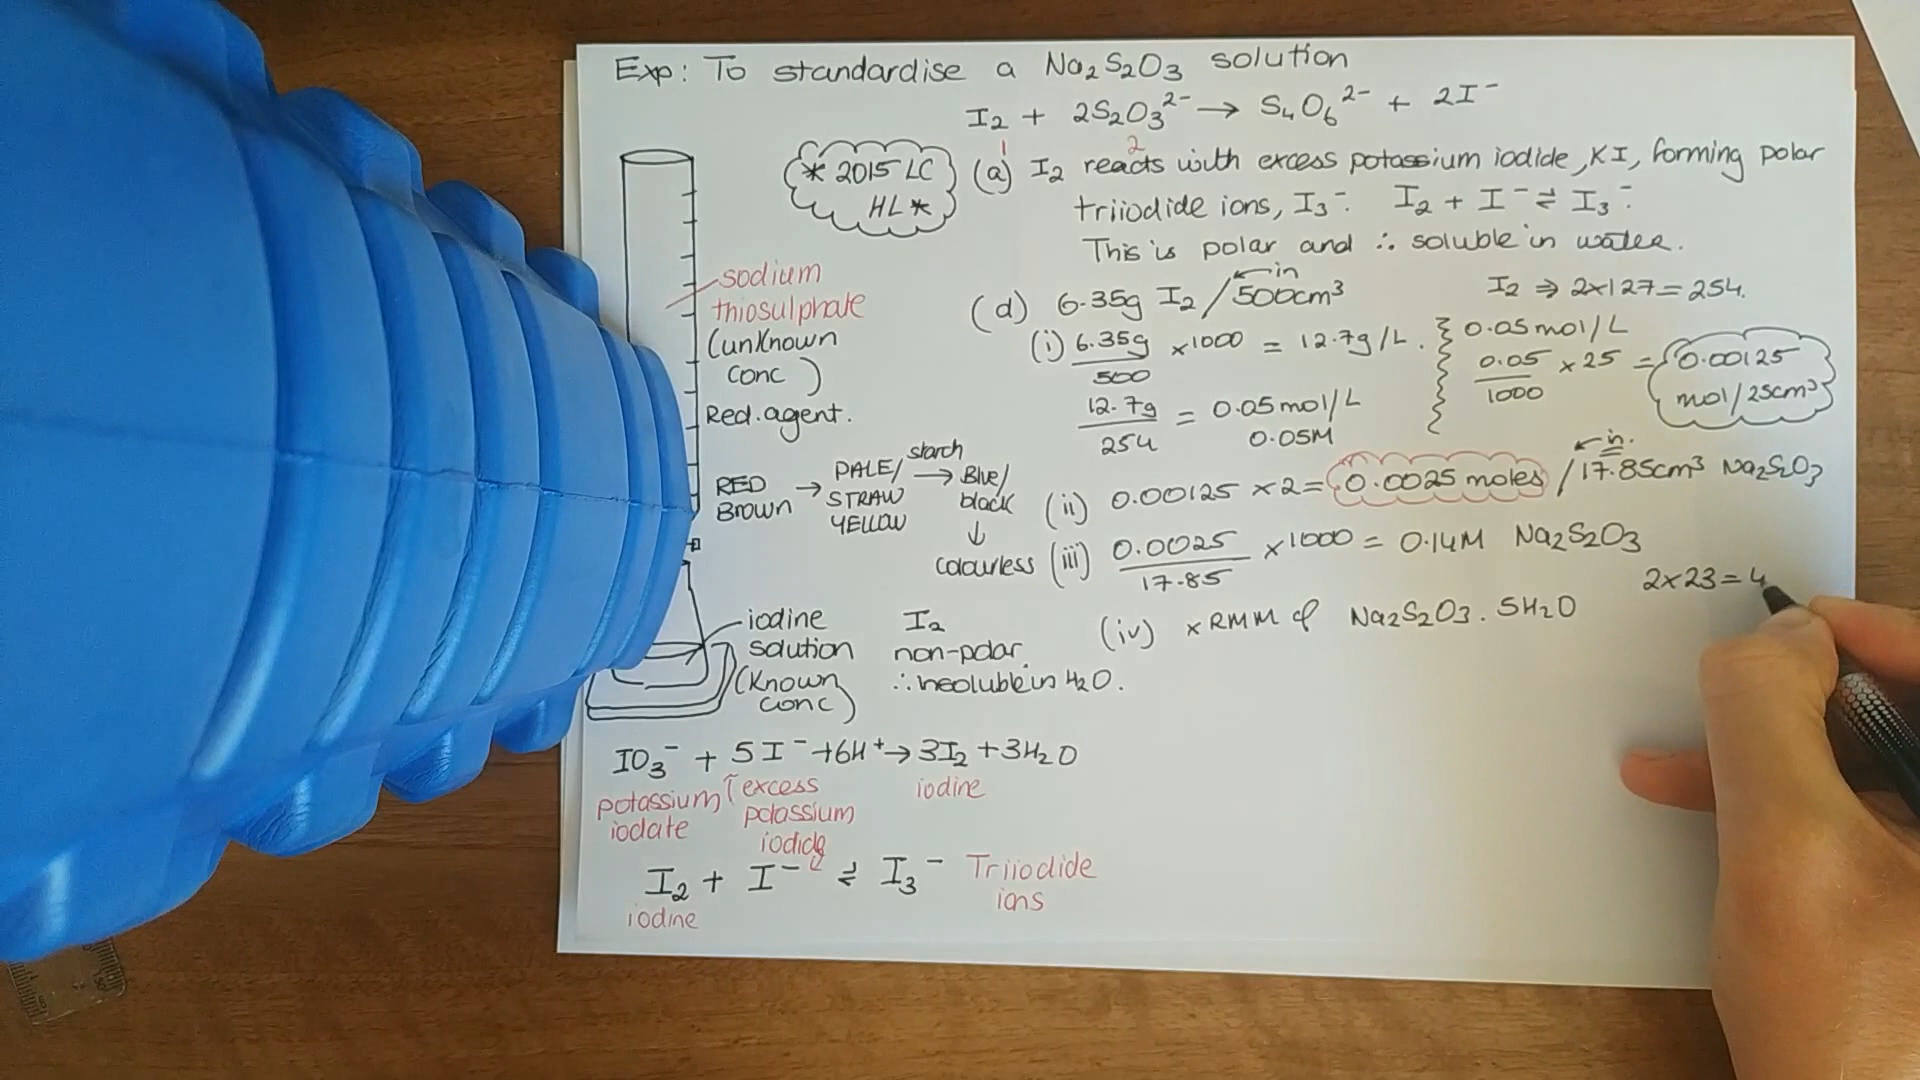 Exp: To standardise a Na2S2O3 solution
I2 + 2S2O3 2- → S4O6 2- + 2I-
1 2
* 2015 LC
HL *
(a) I2 reacts with excess potassium iodide, KI, forming polar
triiodide ions, I3-. I2 + I- ⇌ I3-.
This is polar and ∴ soluble in water.
sodium
thiosulphate
(unknown
conc )
Red. agent.
(d) 6.35g I2 / 500cm3
← in
I2 ⇒ 2x127 = 254.
(i) 6.35g / 500 x1000 = 12.7g/L.
12.7g / 254 = 0.05 mol/L
0.05M
0.05 mol/L
0.05 / 1000 x 25 = 0.00125
mol/25cm3
RED
Brown → PALE/
STRAW
YELLOW
starch → Blue/
black
↓
colourless
← in.
(ii) 0.00125 x 2 = 0.0025 moles / 17.85cm3 Na2S2O3
(iii) 0.0025 / 17.85 x1000 = 0.14M Na2S2O3
2x23 = 4
(iv) x RMM of Na2S2O3. 5H2O
iodine
solution
(known
conc)
I2
non-polar.
∴ insoluble in H2O.
IO3- + 5I- + 6H+ → 3I2 + 3H2O
potassium
iodate
↑ excess
potassium
iodide
iodine
I2 + I- ⇌ I3- Triiodide
ions
iodine